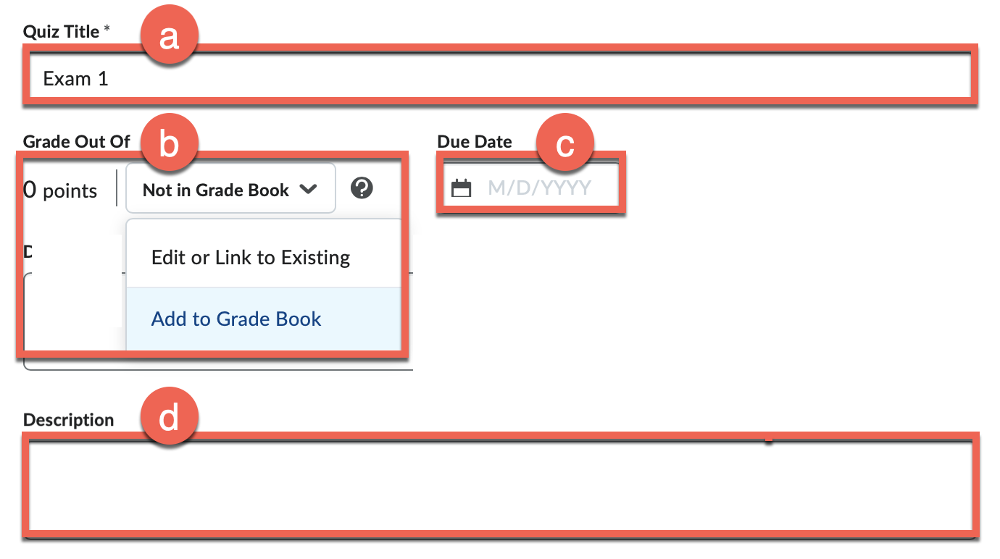 Quiz Title * a
Exam 1
Grade Out Of b Due Date c
0 points Not in Grade Book ? M/D/YYYY
D
Edit or Link to Existing
Add to Grade Book
Description d